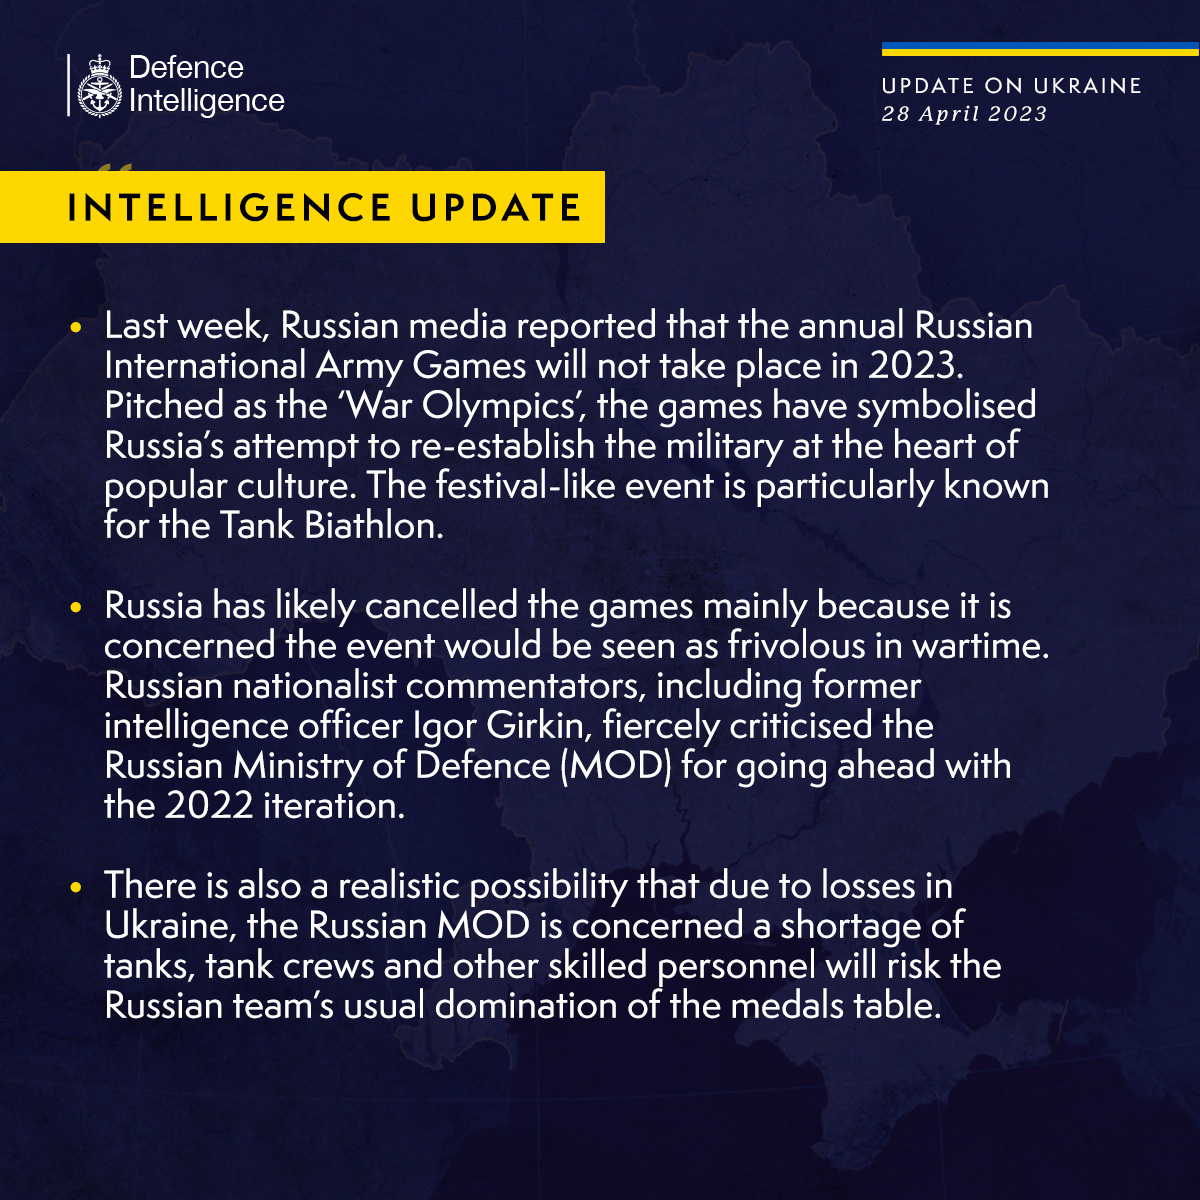 Defence
Intelligence
UPDATE ON UKRAINE
28 April 2023
INTELLIGENCE UPDATE
• Last week, Russian media reported that the annual Russian
International Army Games will not take place in 2023.
Pitched as the ‘War Olympics’, the games have symbolised
Russia’s attempt to re-establish the military at the heart of
popular culture. The festival-like event is particularly known
for the Tank Biathlon.
• Russia has likely cancelled the games mainly because it is
concerned the event would be seen as frivolous in wartime.
Russian nationalist commentators, including former
intelligence officer Igor Girkin, fiercely criticised the
Russian Ministry of Defence (MOD) for going ahead with
the 2022 iteration.
• There is also a realistic possibility that due to losses in
Ukraine, the Russian MOD is concerned a shortage of
tanks, tank crews and other skilled personnel will risk the
Russian team’s usual domination of the medals table.